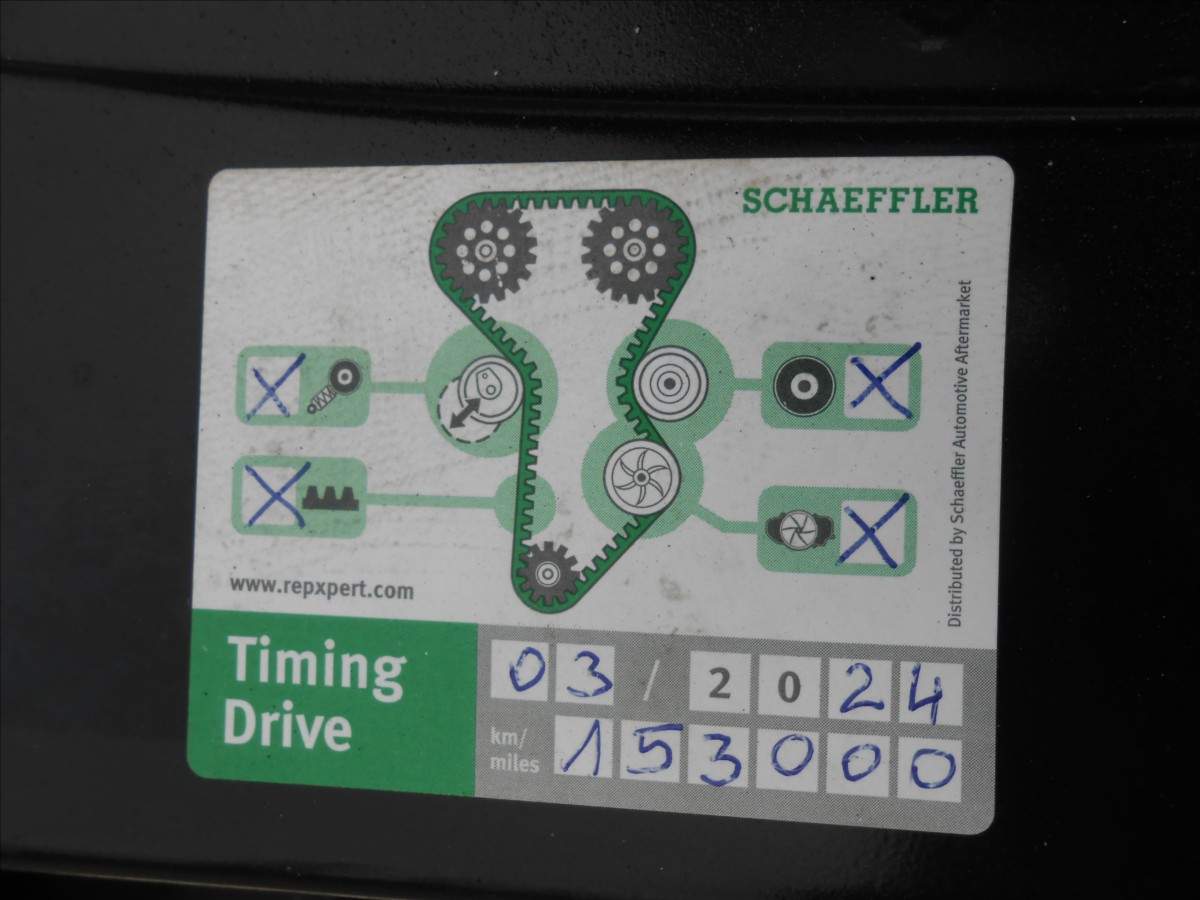 SCHAEFFLER
Distributed by Schaeffler Automotive Aftermarket
www.repxpert.com
Timing
Drive
03 / 2024
km/
miles
153000